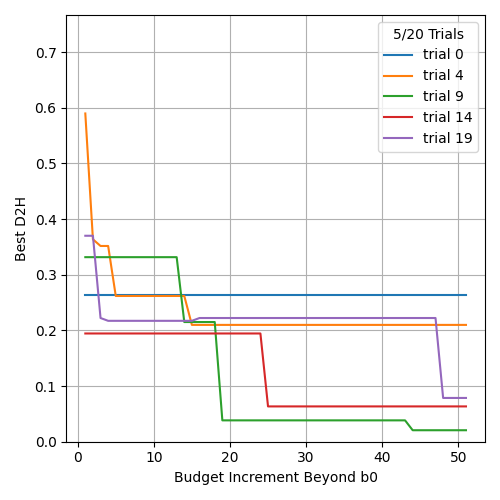 5/20 Trials
trial 0
trial 4
trial 9
trial 14
trial 19
Best D2H
0.7
0.6
0.5
0.4
0.3
0.2
0.1
0.0
0 10 20 30 40 50
Budget Increment Beyond b0